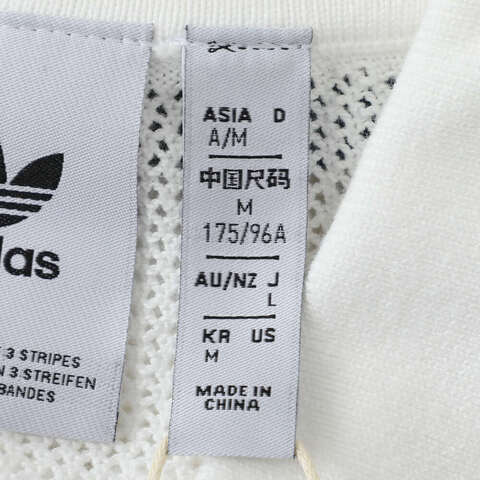 das
3 STRIPES
3 STREIFEN
BANDES
ASIA D
A/M
中国尺码
M
175/96A
AU/NZ J
L
KR US
M
MADE IN
CHINA